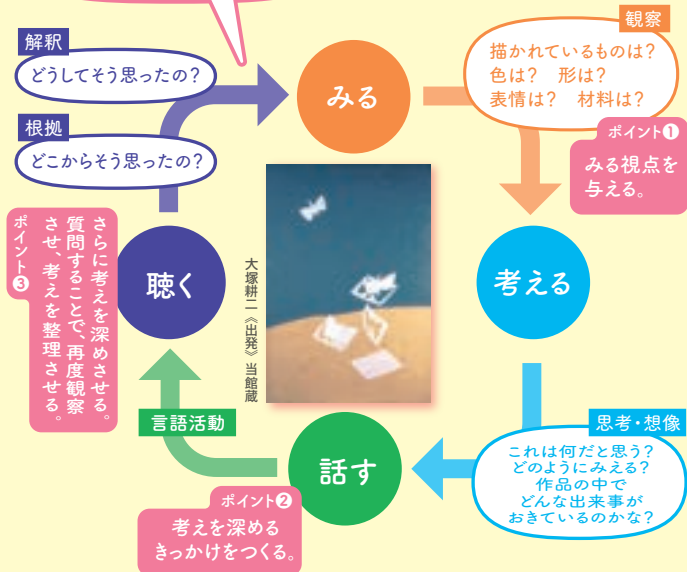 解釈
どうしてそう思ったの？
根拠
どこからそう思ったの？
みる
観察
描かれているものは？
色は？ 形は？
表情は？ 材料は？
ポイント❶
みる視点を
与える。
考える
思考・想像
これは何だと思う？
どのようにみえる？
作品の中で
どんな出来事が
おきているのかな？
話す
ポイント❷
考えを深める
きっかけをつくる。
言語活動
聴く
ポイント❸
さらに考えを深めさせる。
質問することで、再度観察
させ、考えを整理させる。
大塚耕二《出発》当館蔵